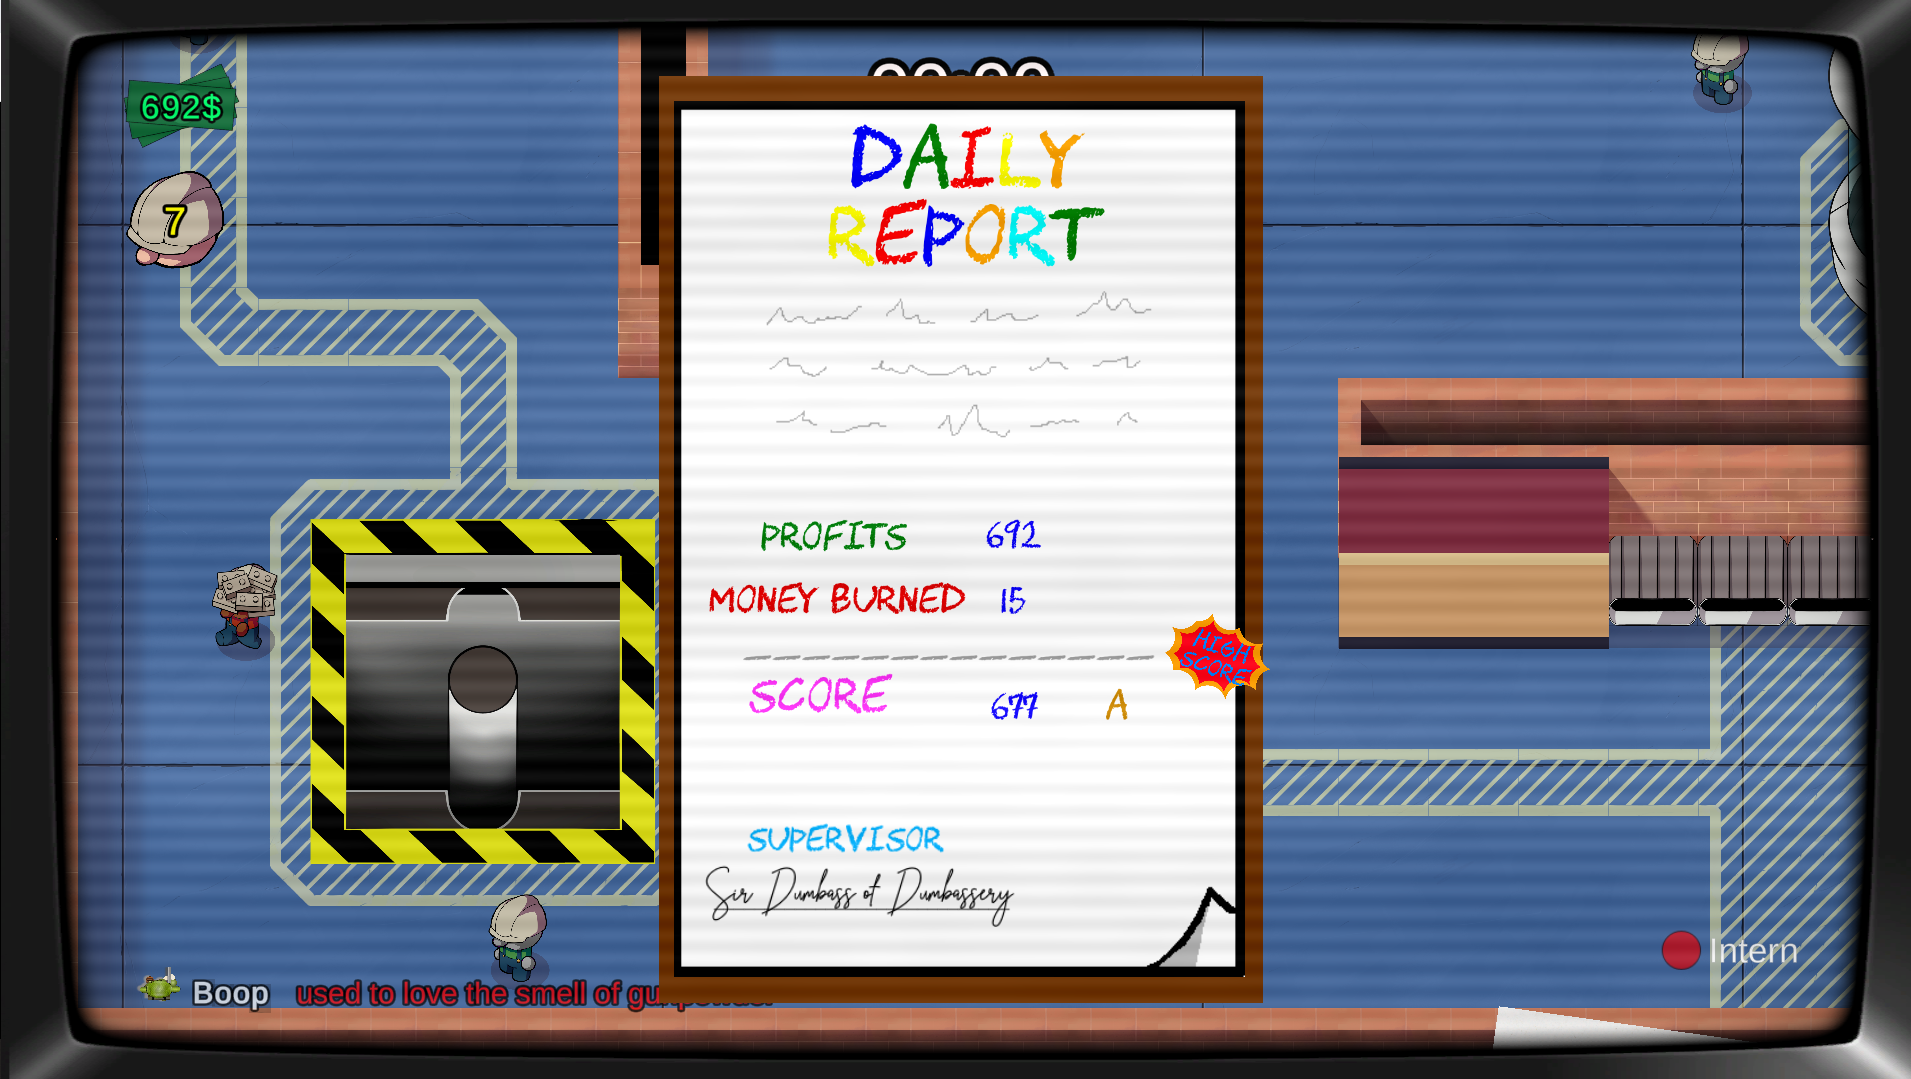 692$
7
DAILY
REPORT
PROFITS 692
MONEY BURNED 15
HIGH
SCORE
SCORE 677 A
SUPERVISOR
Sir Dumbass of Dumbassery
Intern
Boop used to love the smell of